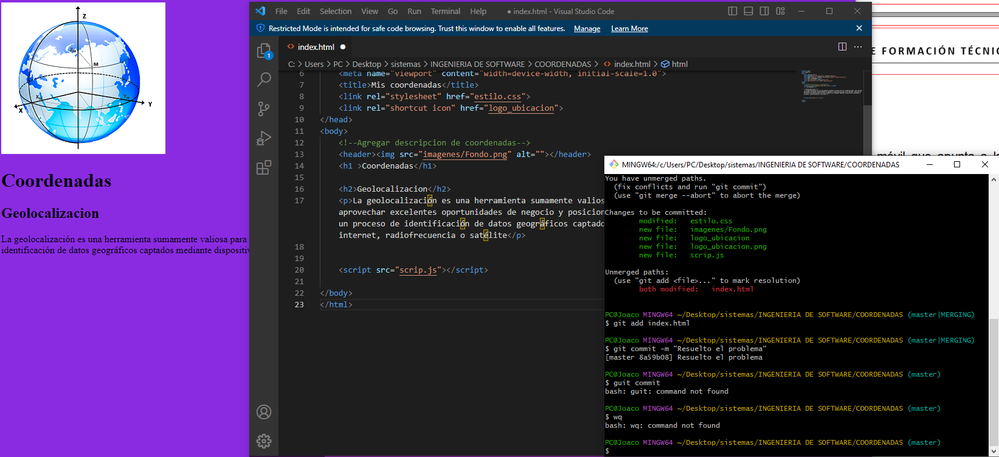 Z
Z
M
X
Y
X
Y
Coordenadas
Geolocalizacion
La geolocalización es una herramienta sumamente valiosa para
identificación de datos geográficos captados mediante
File Edit Selection View Go Run Terminal Help
● index.html - Visual Studio Code
Restricted Mode is intended for safe code browsing. Trust this window to enable all features. Manage Learn More
1
<> index.html ●
C: > Users > PC > Desktop > sistemas > INGENIERIA DE SOFTWARE > COORDENADAS > <> index.html > html
6 <meta name="viewport" content="width=device-width, initial-scale=1.0">
7 <title>Mis coordenadas</title>
8 <link rel="stylesheet" href="estilo.css">
9 <link rel="shortcut icon" href="logo_ubicacion">
10 </head>
11 <body>
12 <!--Agregar descripcion de coordenadas-->
13 <header><img src="imagenes/Fondo.png" alt=""></header>
14 <h1 >Coordenadas</h1>
15
16 <h2>Geolocalizacion</h2>
17 <p>La geolocalización es una herramienta sumamente valios
aprovechar excelentes oportunidades de negocio y posicion
un proceso de identificación de datos geográficos captado
internet, radiofrecuencia o satélite</p>
18
19
20 <script src="scrip.js"></script>
21
22 </body>
23 </html>
E FORMACIÓN TÉCNIC
MINGW64:/c/Users/PC/Desktop/sistemas/INGENIERIA DE SOFTWARE/COORDENADAS
You have unmerged paths.
(fix conflicts and run "git commit")
(use "git merge --abort" to abort the merge)
Changes to be committed:
modified: estilo.css
new file: imagenes/Fondo.png
new file: logo_ubicacion
new file: logo_ubicacion.png
new file: scrip.js
Unmerged paths:
(use "git add <file>..." to mark resolution)
both modified: index.html
PC@Joaco MINGW64 ~/Desktop/sistemas/INGENIERIA DE SOFTWARE/COORDENADAS (master|MERGING)
$ git add index.html
PC@Joaco MINGW64 ~/Desktop/sistemas/INGENIERIA DE SOFTWARE/COORDENADAS (master|MERGING)
$ git commit -m "Resuelto el problema"
[master 8a59b08] Resuelto el problema
PC@Joaco MINGW64 ~/Desktop/sistemas/INGENIERIA DE SOFTWARE/COORDENADAS (master)
$ guit commit
bash: guit: command not found
PC@Joaco MINGW64 ~/Desktop/sistemas/INGENIERIA DE SOFTWARE/COORDENADAS (master)
$ wq
bash: wq: command not found
PC@Joaco MINGW64 ~/Desktop/sistemas/INGENIERIA DE SOFTWARE/COORDENADAS (master)
$